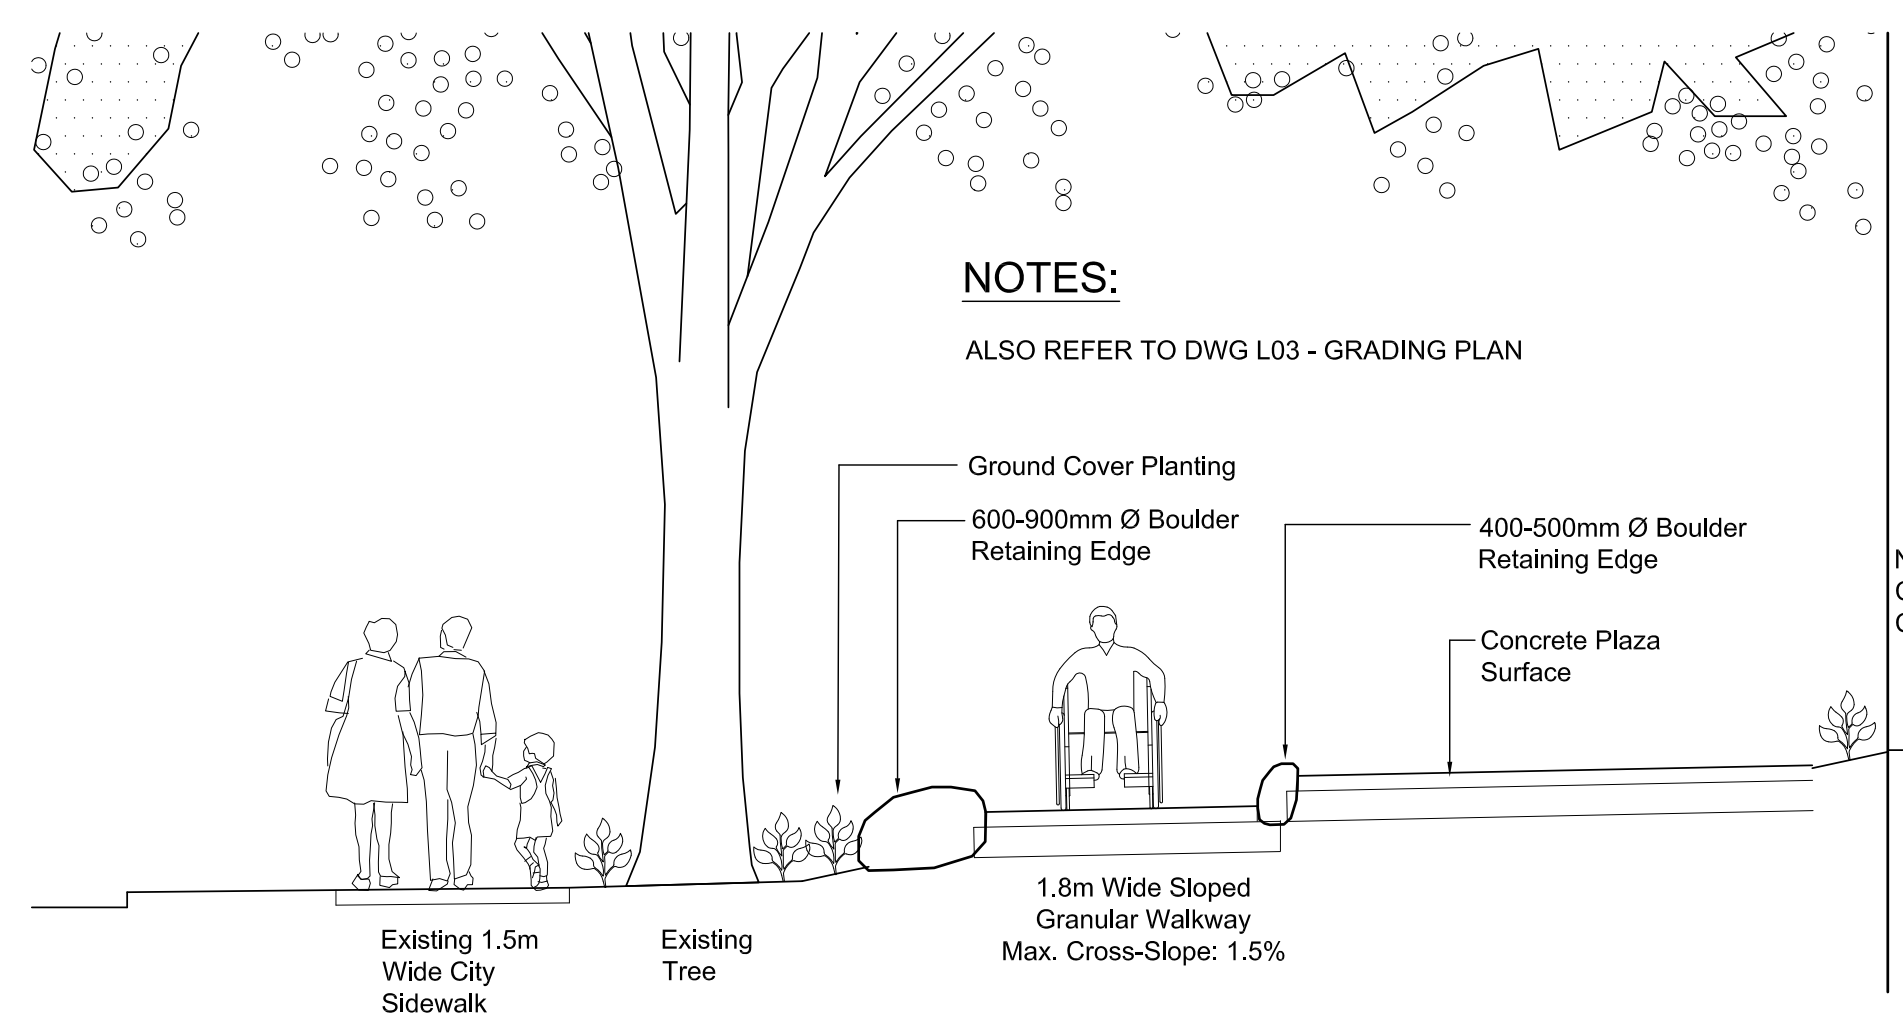 NOTES:
ALSO REFER TO DWG L03 - GRADING PLAN
Ground Cover Planting
600-900mm Ø Boulder
Retaining Edge
400-500mm Ø Boulder
Retaining Edge
Concrete Plaza
Surface
1.8m Wide Sloped
Granular Walkway
Max. Cross-Slope: 1.5%
Existing 1.5m
Wide City
Sidewalk
Existing
Tree